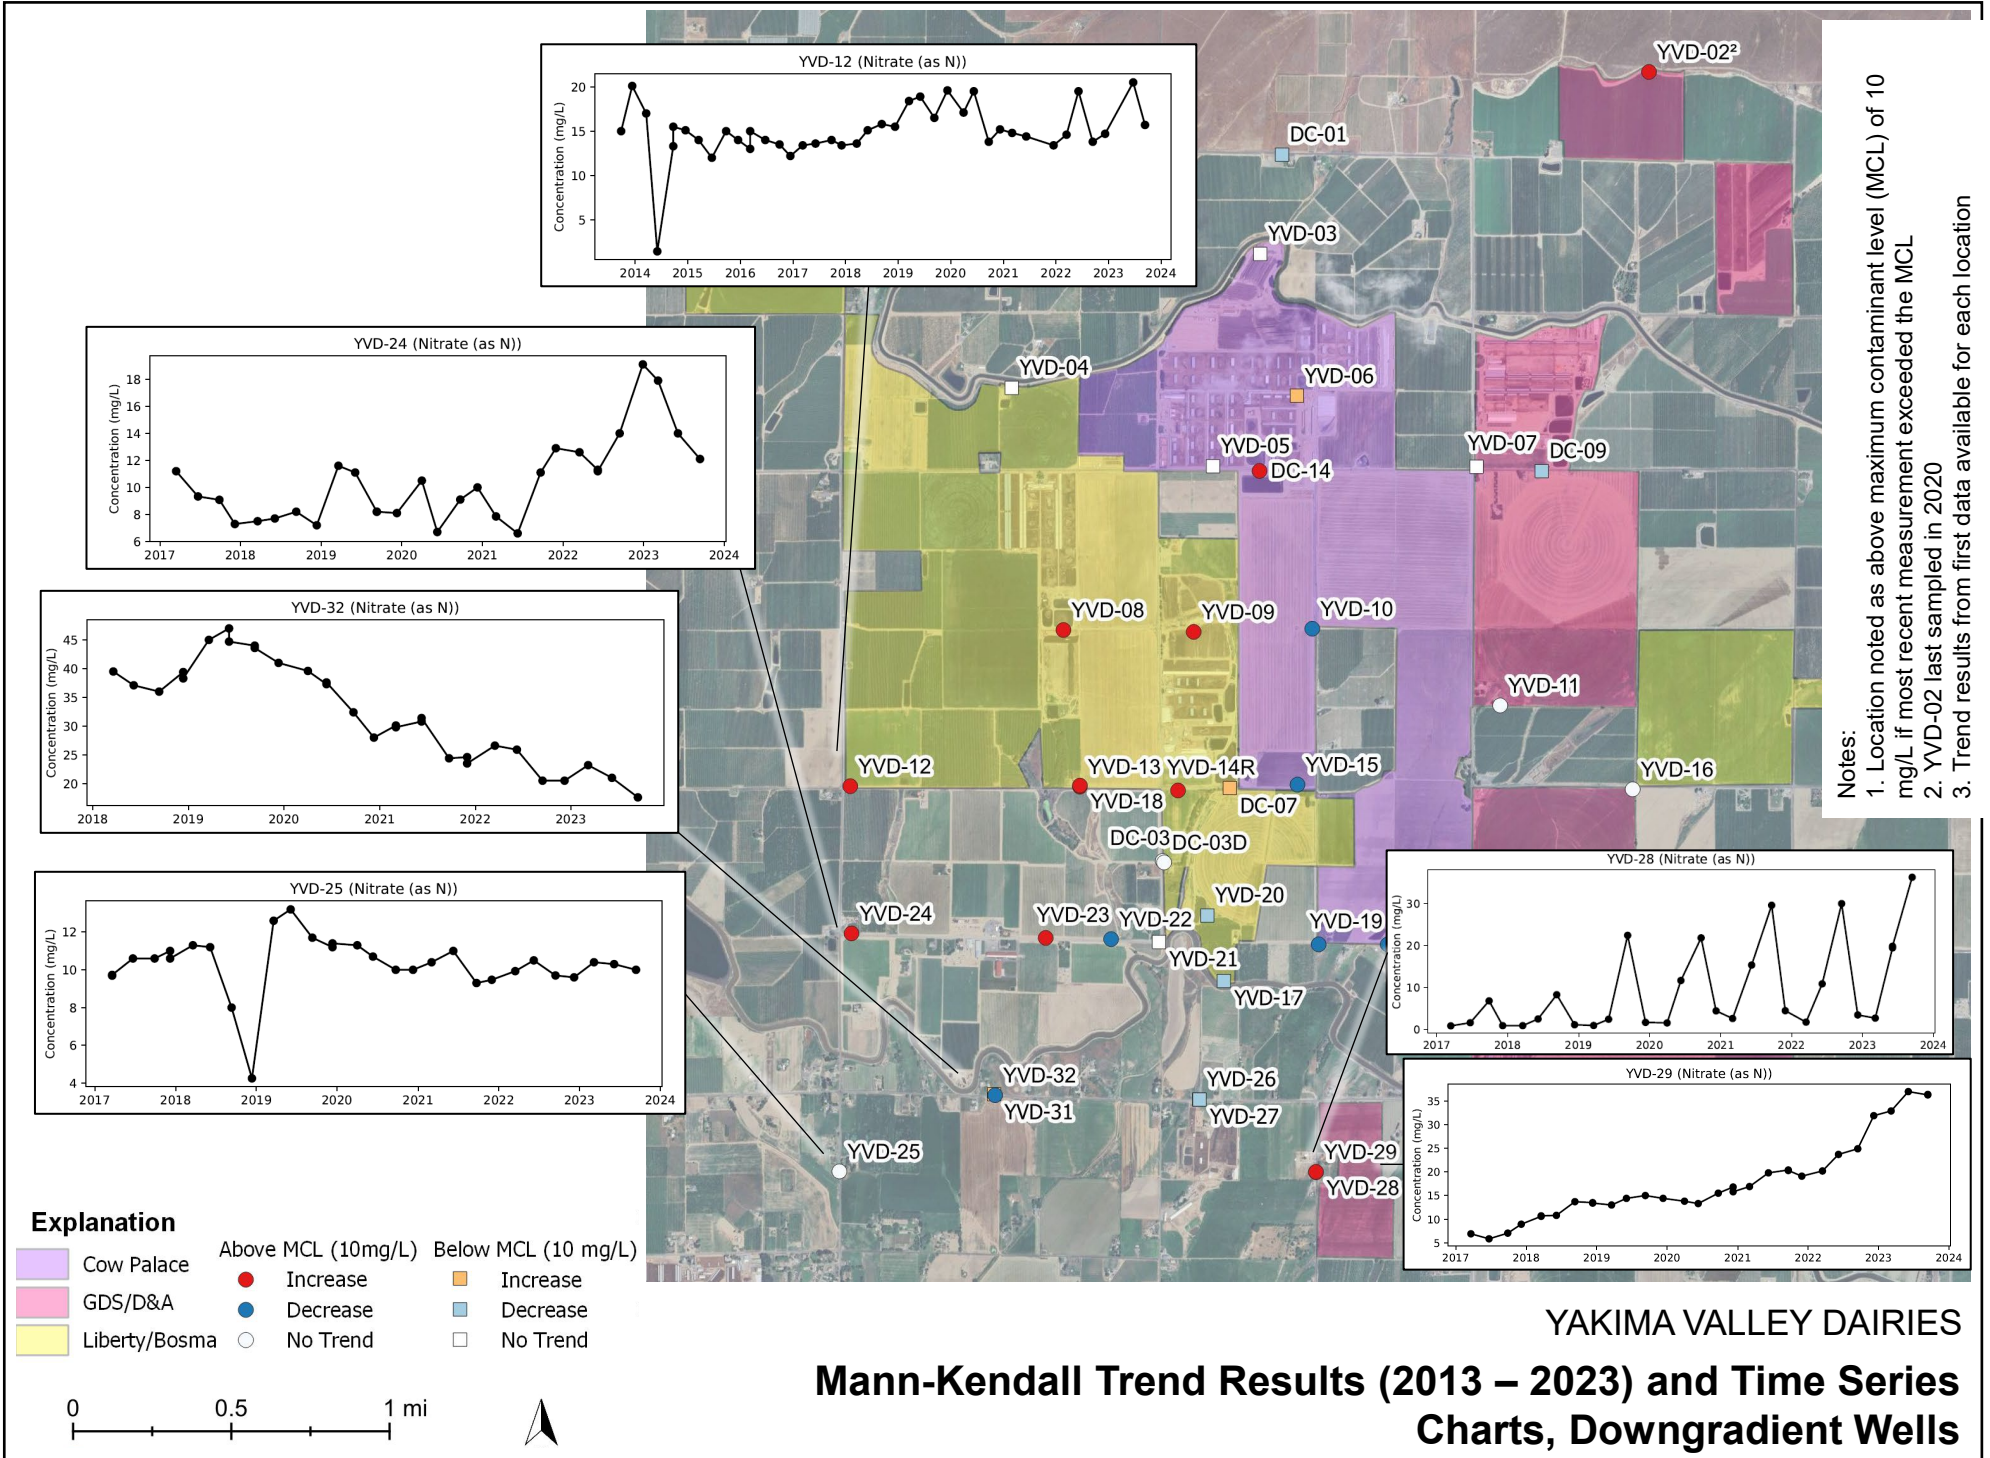 YVD-12 (Nitrate (as N))
Concentration (mg/L)
20
15
10
5
2014 2015 2016 2017 2018 2019 2020 2021 2022 2023 2024
YVD-24 (Nitrate (as N))
Concentration (mg/L)
18
16
14
12
10
8
6
2017 2018 2019 2020 2021 2022 2023 2024
YVD-32 (Nitrate (as N))
Concentration (mg/L)
45
40
35
30
25
20
2018 2019 2020 2021 2022 2023
YVD-25 (Nitrate (as N))
Concentration (mg/L)
12
10
8
6
4
2017 2018 2019 2020 2021 2022 2023 2024
YVD-02²
DC-01
YVD-03
YVD-04
YVD-06
YVD-05
DC-14
YVD-07
DC-09
YVD-08
YVD-09
YVD-10
YVD-11
YVD-12
YVD-13
YVD-14R
YVD-15
YVD-16
YVD-18
DC-07
DC-03
DC-03D
YVD-20
YVD-24
YVD-23
YVD-22
YVD-19
YVD-21
YVD-17
YVD-32
YVD-31
YVD-26
YVD-27
YVD-25
YVD-29
YVD-28
YVD-28 (Nitrate (as N))
Concentration (mg/L)
30
20
10
0
2017 2018 2019 2020 2021 2022 2023 2024
YVD-29 (Nitrate (as N))
Concentration (mg/L)
35
30
25
20
15
10
5
2017 2018 2019 2020 2021 2022 2023 2024
Notes:
1. Location noted as above maximum contaminant level (MCL) of 10
mg/L if most recent measurement exceeded the MCL
2. YVD-02 last sampled in 2020
3. Trend results from first data available for each location
Explanation
Cow Palace
GDS/D&A
Liberty/Bosma
Above MCL (10mg/L)
Increase
Decrease
No Trend
Below MCL (10 mg/L)
Increase
Decrease
No Trend
0 0.5 1 mi
YAKIMA VALLEY DAIRIES
Mann-Kendall Trend Results (2013 – 2023) and Time Series
Charts, Downgradient Wells